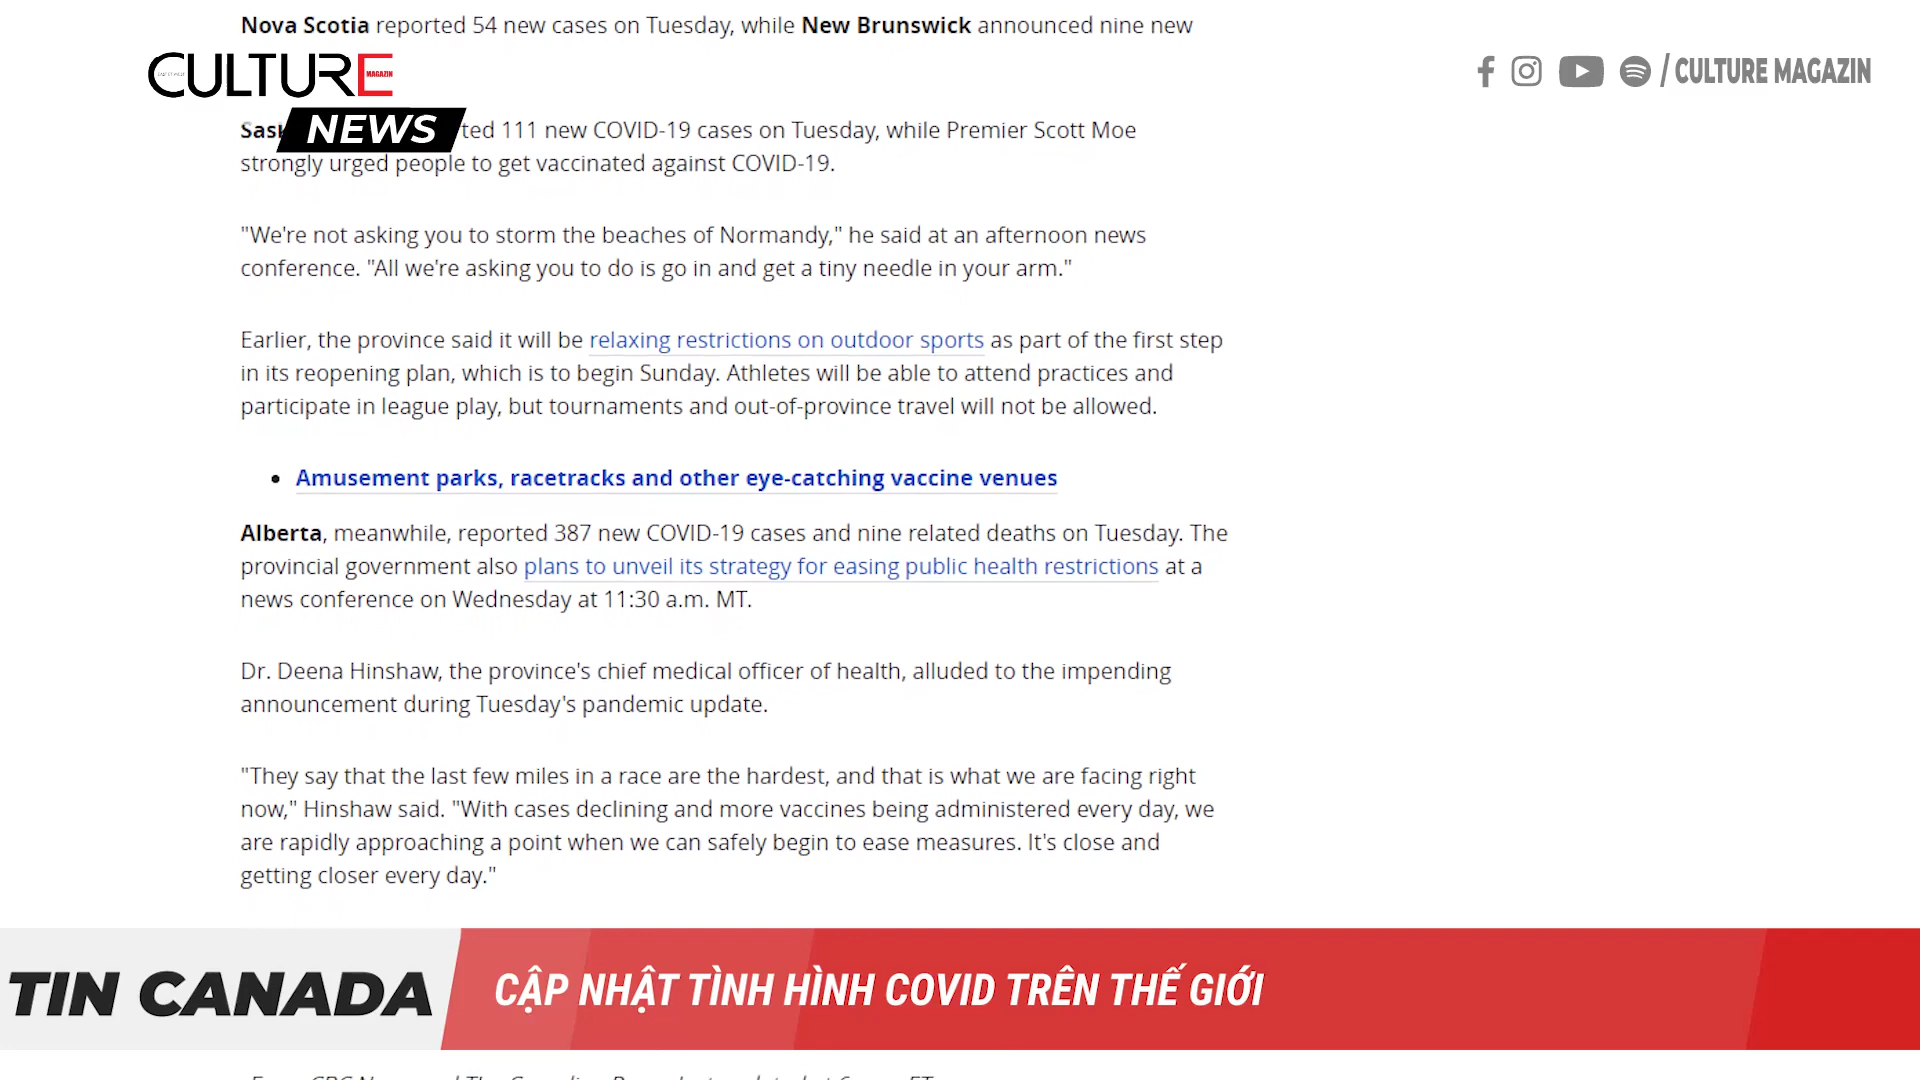 Nova Scotia reported 54 new cases on Tuesday, while New Brunswick announced nine new
CULTURE
MAGAZIN
NEWS
/ CULTURE MAGAZIN
Sask ted 111 new COVID-19 cases on Tuesday, while Premier Scott Moe
strongly urged people to get vaccinated against COVID-19.
"We're not asking you to storm the beaches of Normandy," he said at an afternoon news
conference. "All we're asking you to do is go in and get a tiny needle in your arm."
Earlier, the province said it will be relaxing restrictions on outdoor sports as part of the first step
in its reopening plan, which is to begin Sunday. Athletes will be able to attend practices and
participate in league play, but tournaments and out-of-province travel will not be allowed.
• Amusement parks, racetracks and other eye-catching vaccine venues
Alberta, meanwhile, reported 387 new COVID-19 cases and nine related deaths on Tuesday. The
provincial government also plans to unveil its strategy for easing public health restrictions at a
news conference on Wednesday at 11:30 a.m. MT.
Dr. Deena Hinshaw, the province's chief medical officer of health, alluded to the impending
announcement during Tuesday's pandemic update.
"They say that the last few miles in a race are the hardest, and that is what we are facing right
now," Hinshaw said. "With cases declining and more vaccines being administered every day, we
are rapidly approaching a point when we can safely begin to ease measures. It's close and
getting closer every day."
TIN CANADA
CẬP NHẬT TÌNH HÌNH COVID TRÊN THẾ GIỚI